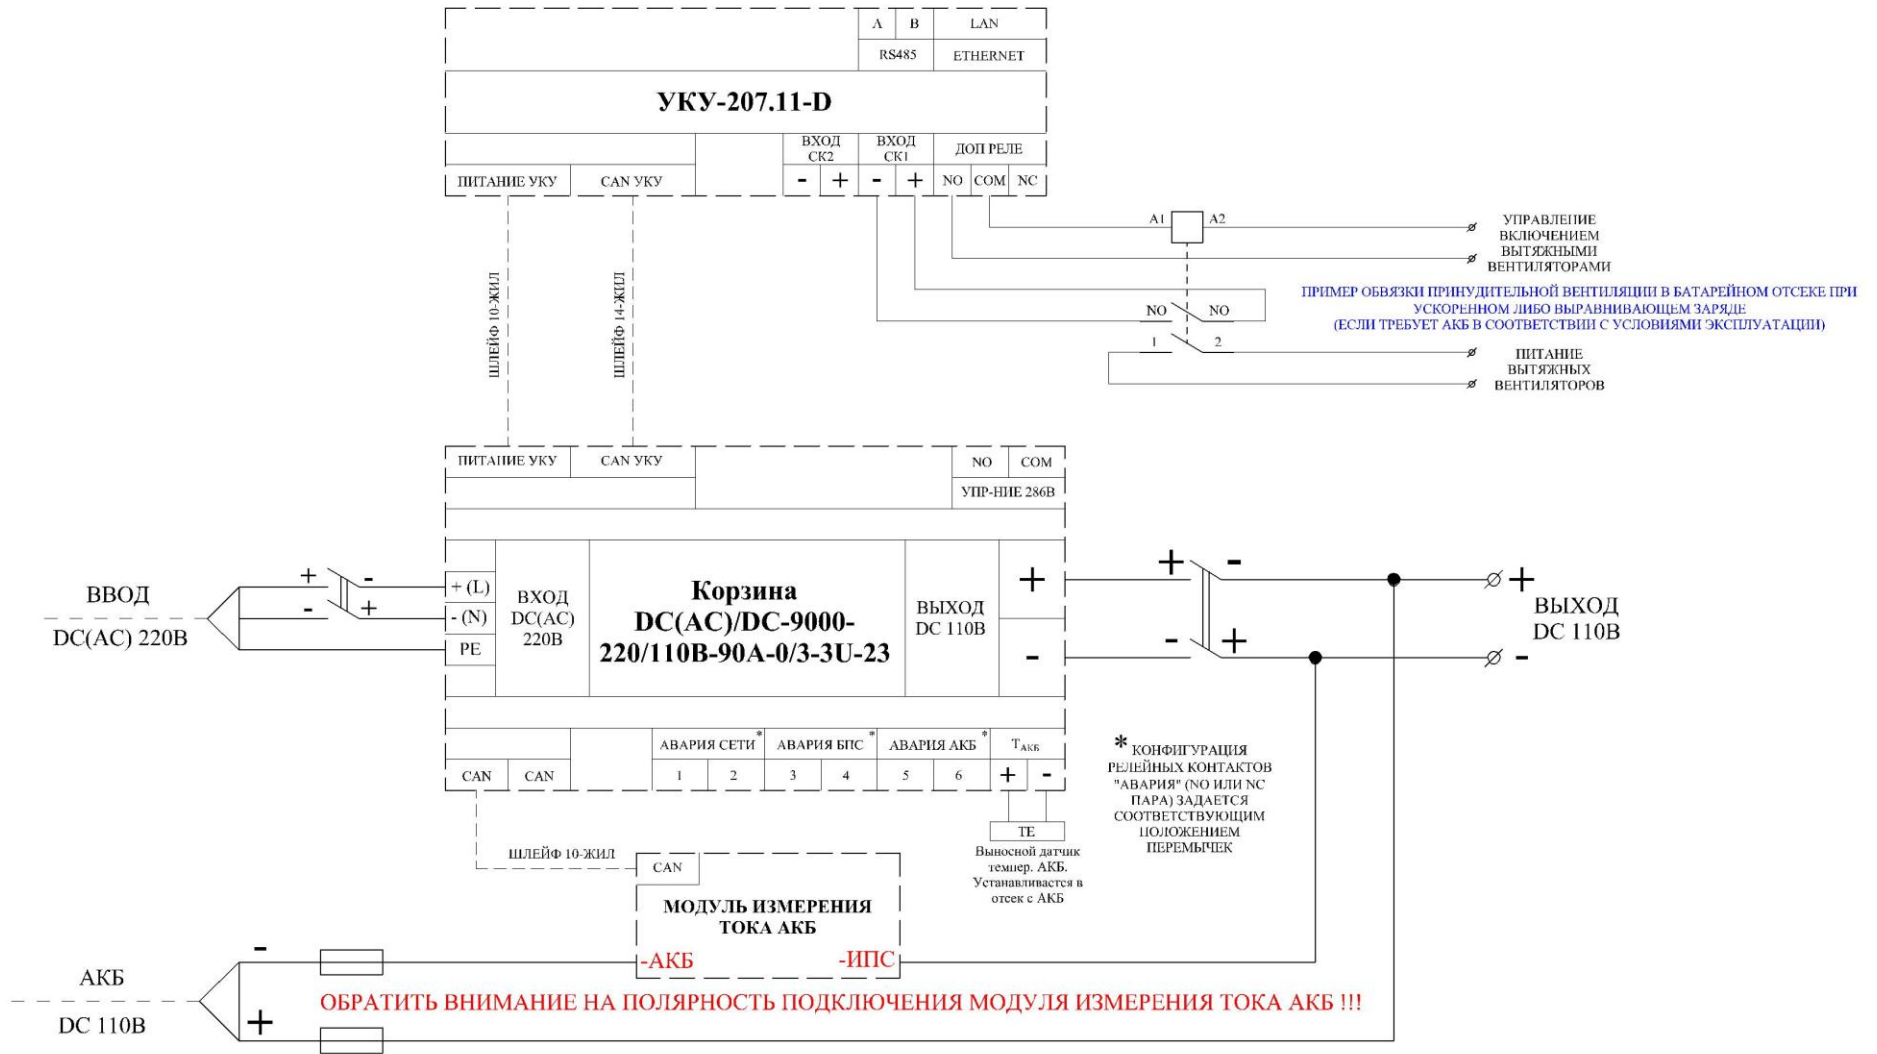 A B LAN
RS485 ETHERNET
УКУ-207.11-D
ВХОД СК2 ВХОД СК1 ДОП РЕЛЕ
ПИТАНИЕ УКУ CAN УКУ - + - + NO COM NC
ШЛЕЙФ 10-ЖИЛ
ШЛЕЙФ 14-ЖИЛ
A1 A2
УПРАВЛЕНИЕ
ВКЛЮЧЕНИЕМ
ВЫТЯЖНЫМИ
ВЕНТИЛЯТОРАМИ
ПРИМЕР ОБВЯЗКИ ПРИНУДИТЕЛЬНОЙ ВЕНТИЛЯЦИИ В БАТАРЕЙНОМ ОТСЕКЕ ПРИ
УСКОРЕННОМ ЛИБО ВЫРАВНИВАЮЩЕМ ЗАРЯДЕ
(ЕСЛИ ТРЕБУЕТ АКБ В СООТВЕТСТВИИ С УСЛОВИЯМИ ЭКСПЛУАТАЦИИ)
NO NO
1 2
ПИТАНИЕ
ВЫТЯЖНЫХ
ВЕНТИЛЯТОРОВ
ПИТАНИЕ УКУ CAN УКУ NO COM
УПР-НИЕ 286В
ВВОД
DC(AC) 220В
+ -
- +
+ (L)
- (N)
PE
ВХОД
DC(AC)
220В
Корзина
DC(AC)/DC-9000-
220/110В-90А-0/3-3U-23
ВЫХОД
DC 110В
+
-
+ -
- +
+
-
ВЫХОД
DC 110В
АВАРИЯ СЕТИ * АВАРИЯ БПС * АВАРИЯ АКБ * ТАКБ
CAN CAN 1 2 3 4 5 6 + -
* КОНФИГУРАЦИЯ
РЕЛЕЙНЫХ КОНТАКТОВ
"АВАРИЯ" (NO ИЛИ NC
ПАРА) ЗАДАЕТСЯ
СООТВЕТСТВУЮЩИМ
ПОЛОЖЕНИЕМ
ПЕРЕМЫЧЕК
TE
Выносной датчик
темпер. АКБ.
Устанавливается в
отсек с АКБ
ШЛЕЙФ 10-ЖИЛ
CAN
МОДУЛЬ ИЗМЕРЕНИЯ
ТОКА АКБ
-АКБ -ИПС
АКБ
DC 110В
-
+
ОБРАТИТЬ ВНИМАНИЕ НА ПОЛЯРНОСТЬ ПОДКЛЮЧЕНИЯ МОДУЛЯ ИЗМЕРЕНИЯ ТОКА АКБ !!!